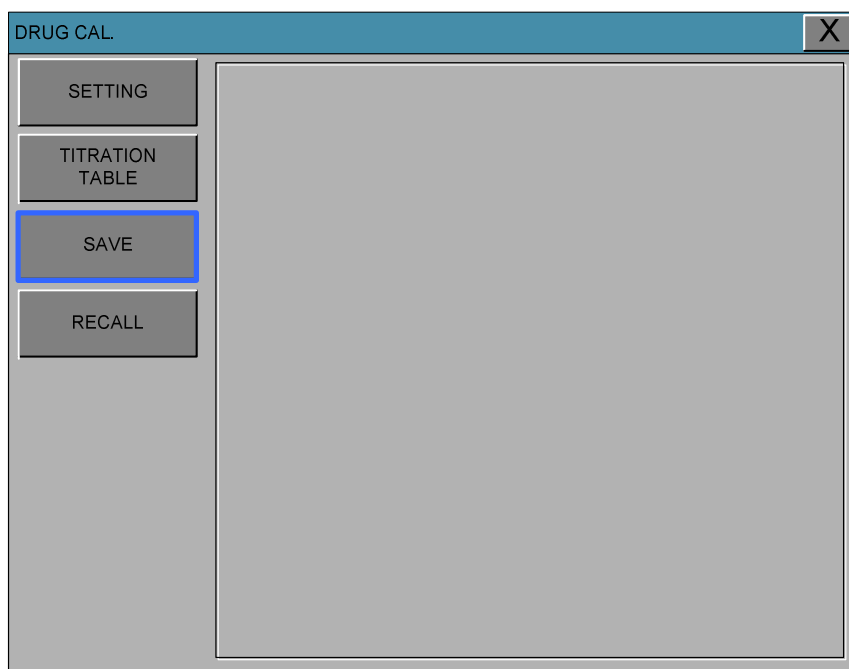 DRUG CAL.
X
SETTING
TITRATION
TABLE
SAVE
RECALL